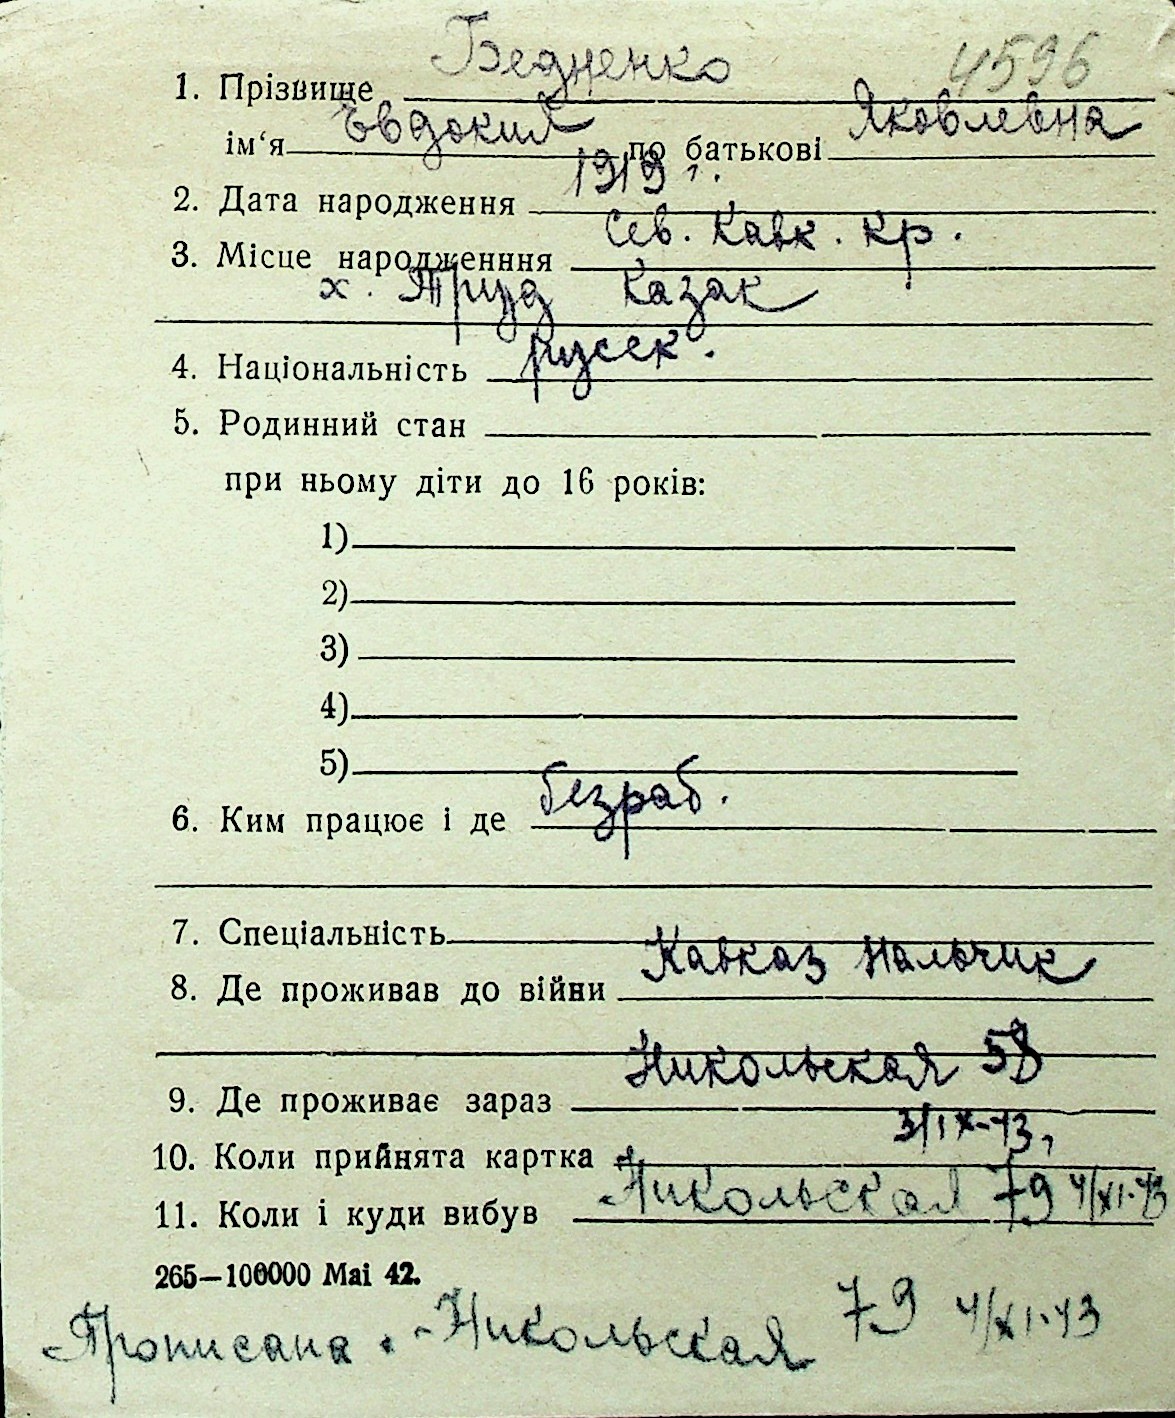 4596
1. Прізвище Бедненко
ім‘я Евдокия по батькові Яковлевна
2. Дата народження 1919 г.
3. Місце народженння Сев. Кавк. кр.
х. Труд Казак
4. Національність русск.
5. Родинний стан
при ньому діти до 16 років:
1)
2)
3)
4)
5)
6. Ким працює і де безраб.
7. Спеціальність
8. Де проживав до війни Кавказ Нальчик
9. Де проживає зараз Никольская 58
10. Коли прийнята картка 3/IX-43,
11. Коли і куди вибув Никольская 79 4/XI-43
265—100000 Mai 42.
Прописана. Никольская 79 4/XI-43